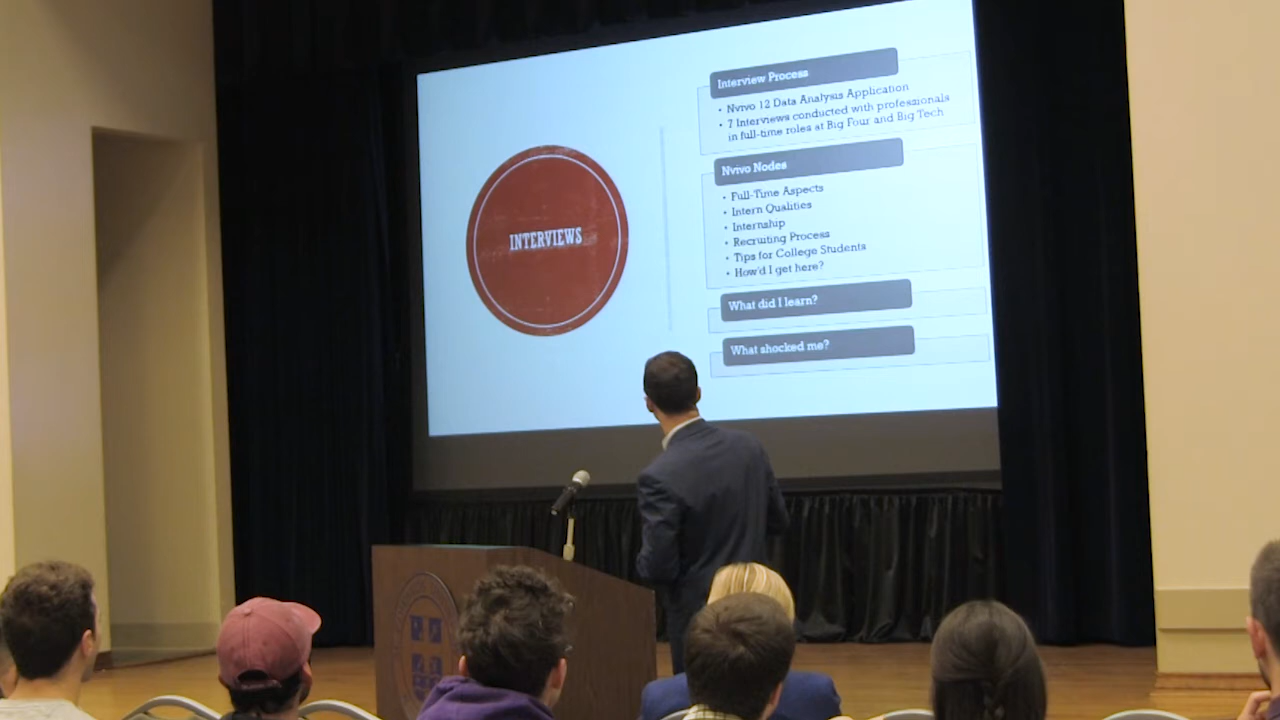 INTERVIEWS
Interview Process
• Nvivo 12 Data Analysis Application
• 7 Interviews conducted with professionals
in full-time roles at Big Four and Big Tech
Nvivo Nodes
• Full-Time Aspects
• Intern Qualities
• Internship
• Recruiting Process
• Tips for College Students
• How'd I get here?
What did I learn?
What shocked me?